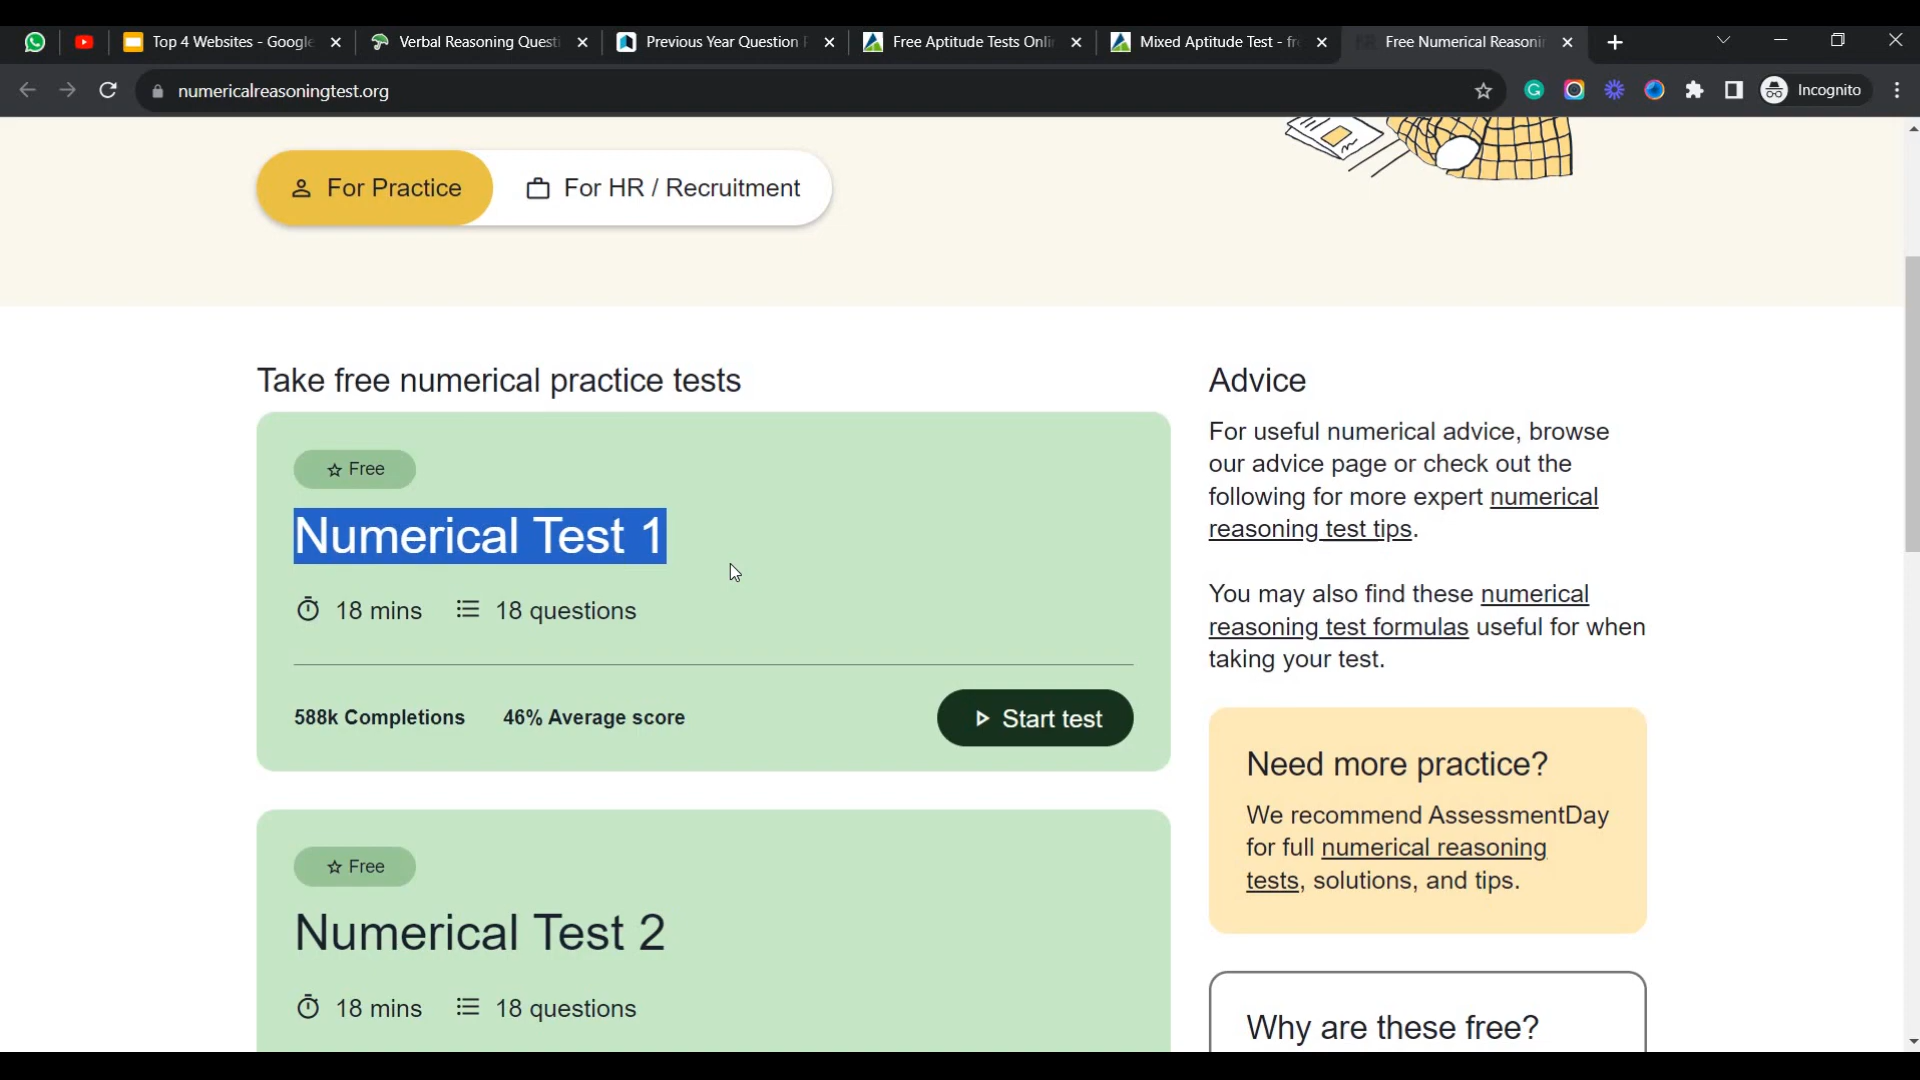 Top 4 Websites - Google
Verbal Reasoning Questi
Previous Year Question P
Free Aptitude Tests Onli
Mixed Aptitude Test - fr
Free Numerical Reasonin
numericalreasoningtest.org
Incognito
For Practice
For HR / Recruitment
Take free numerical practice tests
Free
Numerical Test 1
18 mins
18 questions
588k Completions
46% Average score
Start test
Free
Numerical Test 2
18 mins
18 questions
Advice
For useful numerical advice, browse
our advice page or check out the
following for more expert numerical
reasoning test tips.
You may also find these numerical
reasoning test formulas useful for when
taking your test.
Need more practice?
We recommend AssessmentDay
for full numerical reasoning
tests, solutions, and tips.
Why are these free?